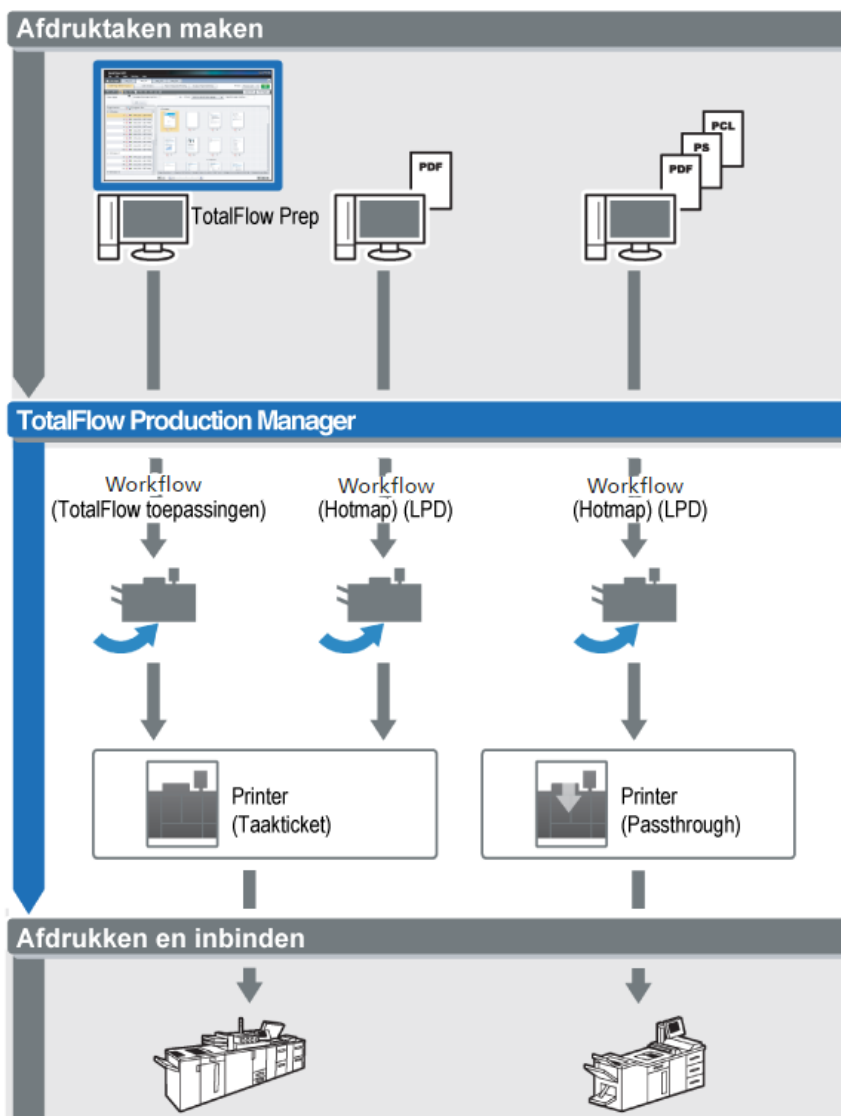 Afdruktaken maken
PDF
PCL
PS
PDF
TotalFlow Prep
TotalFlow Production Manager
Workflow
(TotalFlow toepassingen)
Workflow
(Hotmap) (LPD)
Workflow
(Hotmap) (LPD)
Printer
(Taakticket)
Printer
(Passthrough)
Afdrukken en inbinden